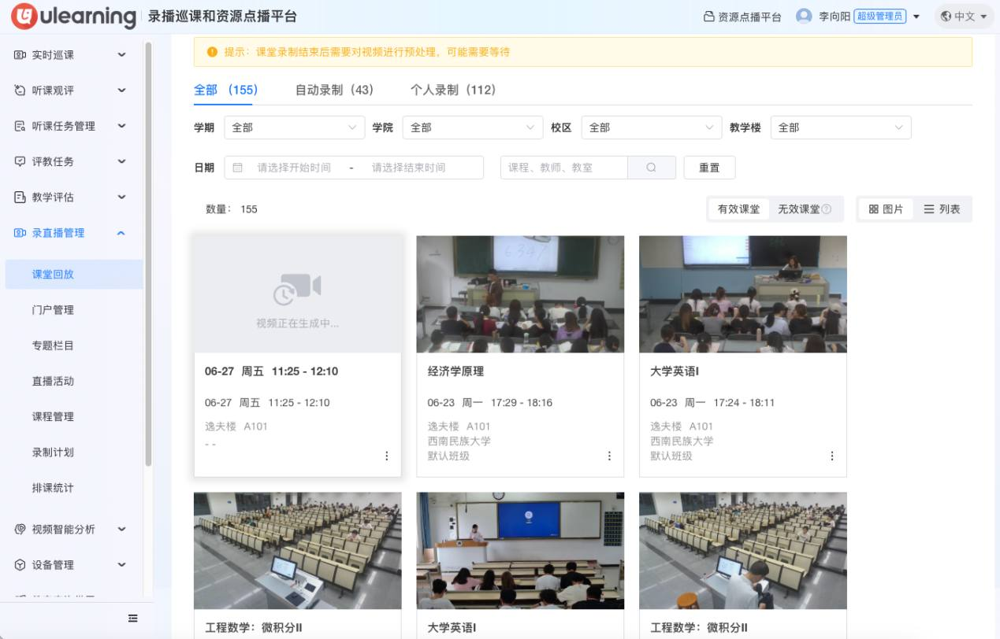 ulearning 录播巡课和资源点播平台 资源点播平台 李向阳 超级管理员 中文
实时巡课
听课观评
听课任务管理
评教任务
教学评估
录直播管理
课堂回放
门户管理
专题栏目
直播活动
课程管理
录制计划
排课统计
视频智能分析
设备管理
提示：课堂录制结束后需要对视频进行预处理，可能需要等待
全部 (155) 自动录制 (43) 个人录制 (112)
学期 全部 学院 全部 校区 全部 教学楼 全部
日期 请选择开始时间 - 请选择结束时间 课程、教师、教室 重置
数量： 155 有效课堂 无效课堂 图片 列表
视频正在生成中...
06-27 周五 11:25 - 12:10
06-27 周五 11:25 - 12:10
逸夫楼 A101
- -
6347
经济学原理
06-23 周一 17:29 - 18:16
逸夫楼 A101
西南民族大学
默认班级
大学英语I
06-23 周一 17:24 - 18:11
逸夫楼 A101
西南民族大学
默认班级
工程数学：微积分II
大学英语I
工程数学：微积分II